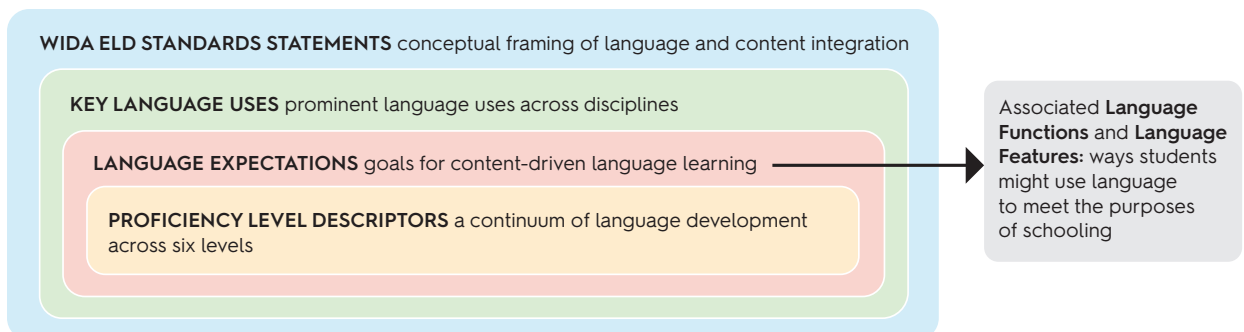 WIDA ELD STANDARDS STATEMENTS conceptual framing of language and content integration
KEY LANGUAGE USES prominent language uses across disciplines
LANGUAGE EXPECTATIONS goals for content-driven language learning
PROFICIENCY LEVEL DESCRIPTORS a continuum of language development
across six levels
Associated Language
Functions and Language
Features: ways students
might use language
to meet the purposes
of schooling